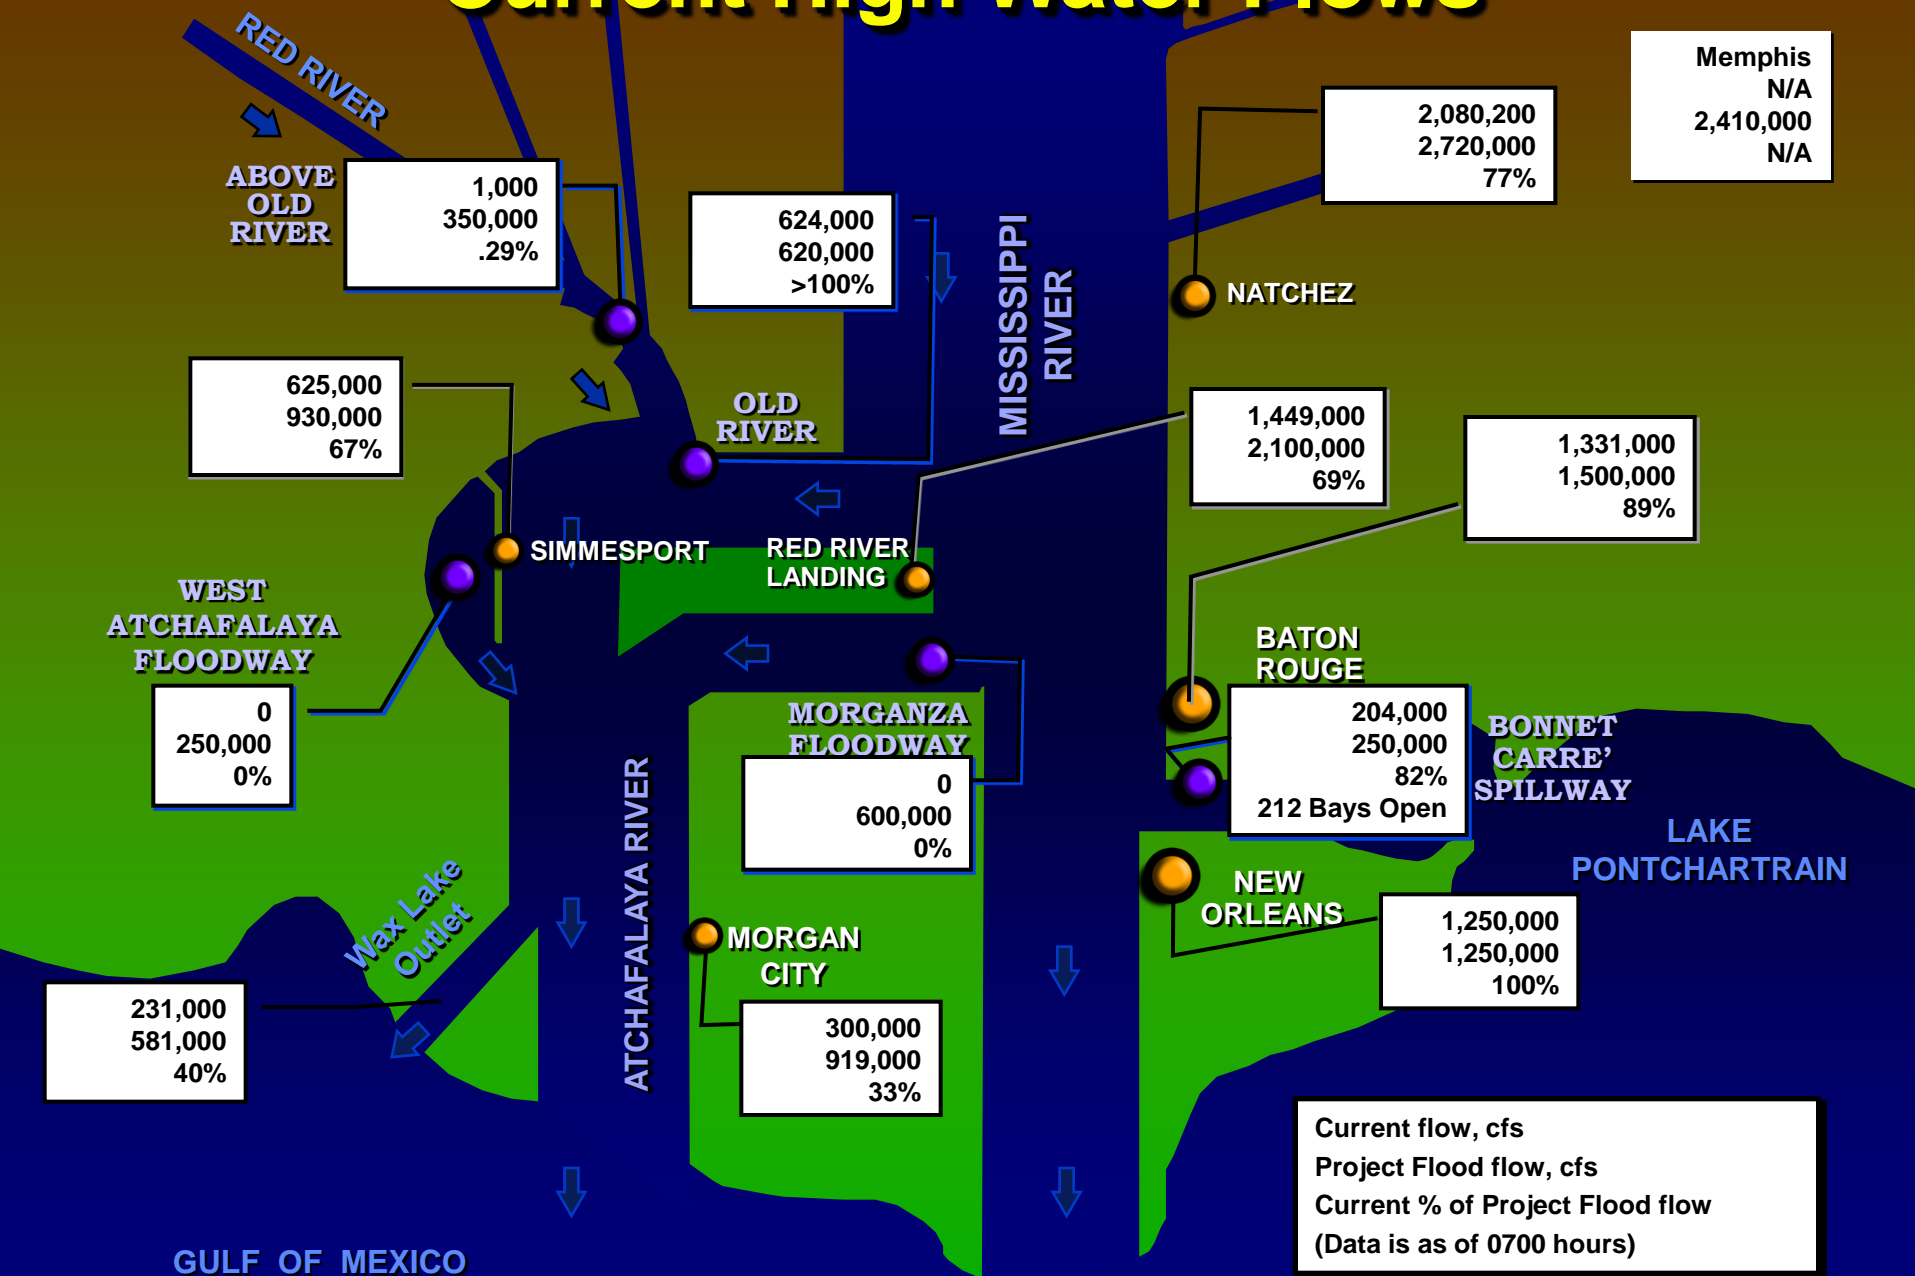 Current High Water Flows
RED RIVER
Memphis
N/A
2,410,000
N/A
2,080,200
2,720,000
77%
ABOVE
OLD
RIVER
1,000
350,000
.29%
624,000
620,000
>100%
MISSISSIPPI
RIVER
NATCHEZ
625,000
930,000
67%
OLD
RIVER
1,449,000
2,100,000
69%
1,331,000
1,500,000
89%
SIMMESPORT
RED RIVER
LANDING
WEST
ATCHAFALAYA
FLOODWAY
0
250,000
0%
BATON
ROUGE
204,000
250,000
82%
212 Bays Open
BONNET
CARRE’
SPILLWAY
MORGANZA
FLOODWAY
0
600,000
0%
ATCHAFALAYA RIVER
LAKE
PONTCHARTRAIN
Wax Lake
Outlet
NEW
ORLEANS
1,250,000
1,250,000
100%
MORGAN
CITY
300,000
919,000
33%
231,000
581,000
40%
Current flow, cfs
Project Flood flow, cfs
Current % of Project Flood flow
(Data is as of 0700 hours)
GULF OF MEXICO